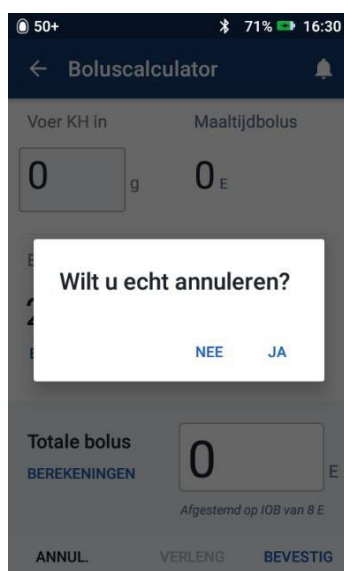 50+ 71% 16:30
Boluscalculator
Voer KH in Maaltijdbolus
0 g 0 E
Wilt u echt annuleren?
NEE JA
Totale bolus
BEREKENINGEN
0 E
Afgestemd op IOB van 8 E
ANNUL. VERLENG BEVESTIG